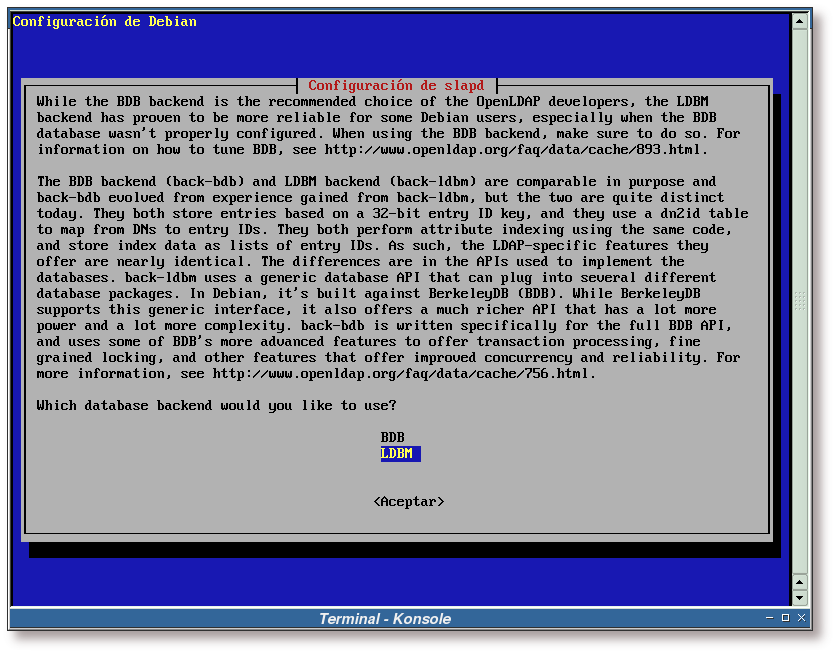 Configuración de Debian
Configuración de slapd
While the BDB backend is the recommended choice of the OpenLDAP developers, the LDBM
backend has proven to be more reliable for some Debian users, especially when the BDB
database wasn't properly configured. When using the BDB backend, make sure to do so. For
information on how to tune BDB, see http://www.openldap.org/faq/data/cache/893.html.
The BDB backend (back-bdb) and LDBM backend (back-ldbm) are comparable in purpose and
back-bdb evolved from experience gained from back-ldbm, but the two are quite distinct
today. They both store entries based on a 32-bit entry ID key, and they use a dn2id table
to map from DNs to entry IDs. They both perform attribute indexing using the same code,
and store index data as lists of entry IDs. As such, the LDAP-specific features they
offer are nearly identical. The differences are in the APIs used to implement the
databases. back-ldbm uses a generic database API that can plug into several different
database packages. In Debian, it's built against BerkeleyDB (BDB). While BerkeleyDB
supports this generic interface, it also offers a much richer API that has a lot more
power and a lot more complexity. back-bdb is written specifically for the full BDB API,
and uses some of BDB's more advanced features to offer transaction processing, fine
grained locking, and other features that offer improved concurrency and reliability. For
more information, see http://www.openldap.org/faq/data/cache/756.html.
Which database backend would you like to use?
BDB
LDBM
<Aceptar>
Terminal - Konsole